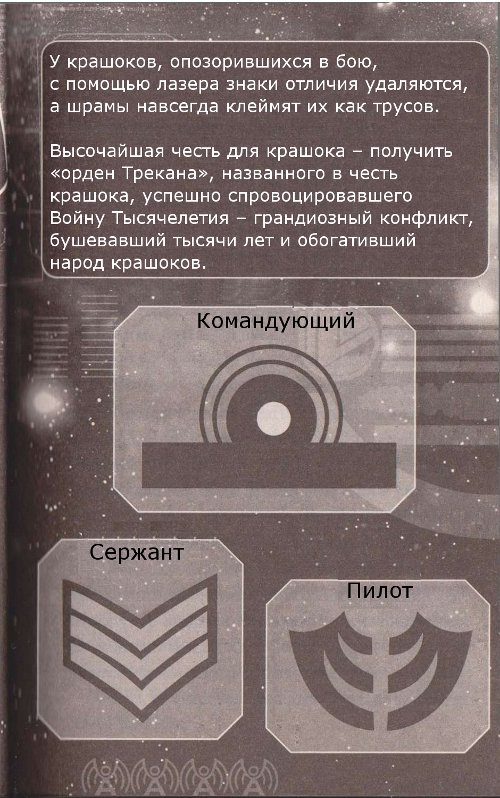 У крашоков, опозорившихся в бою,
с помощью лазера знаки отличия удаляются,
а шрамы навсегда клеймят их как трусов.
Высочайшая честь для крашока – получить
«орден Трекана», названного в честь
крашока, успешно спровоцировавшего
Войну Тысячелетия – грандиозный конфликт,
бушевавший тысячи лет и обогативший
народ крашоков.
Командующий
Сержант
Пилот